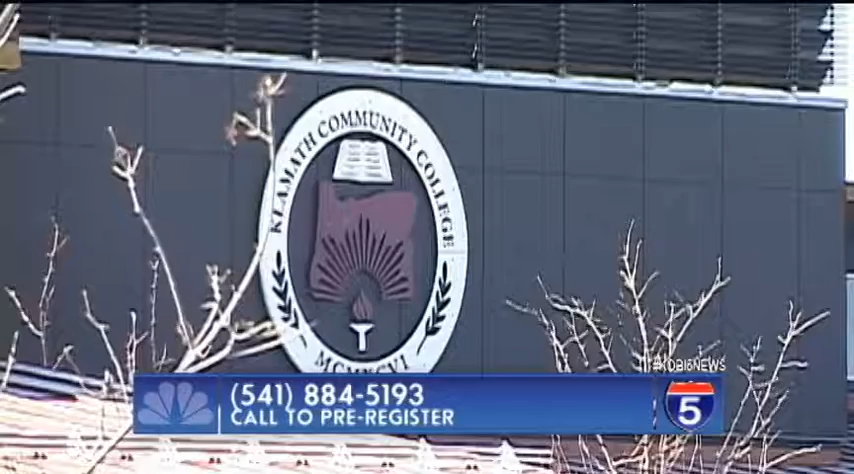 KLAMATH COMMUNITY COLLEGE
MCMXCVI
#KOBI5NEWS
(541) 884-5193
CALL TO PRE-REGISTER
5